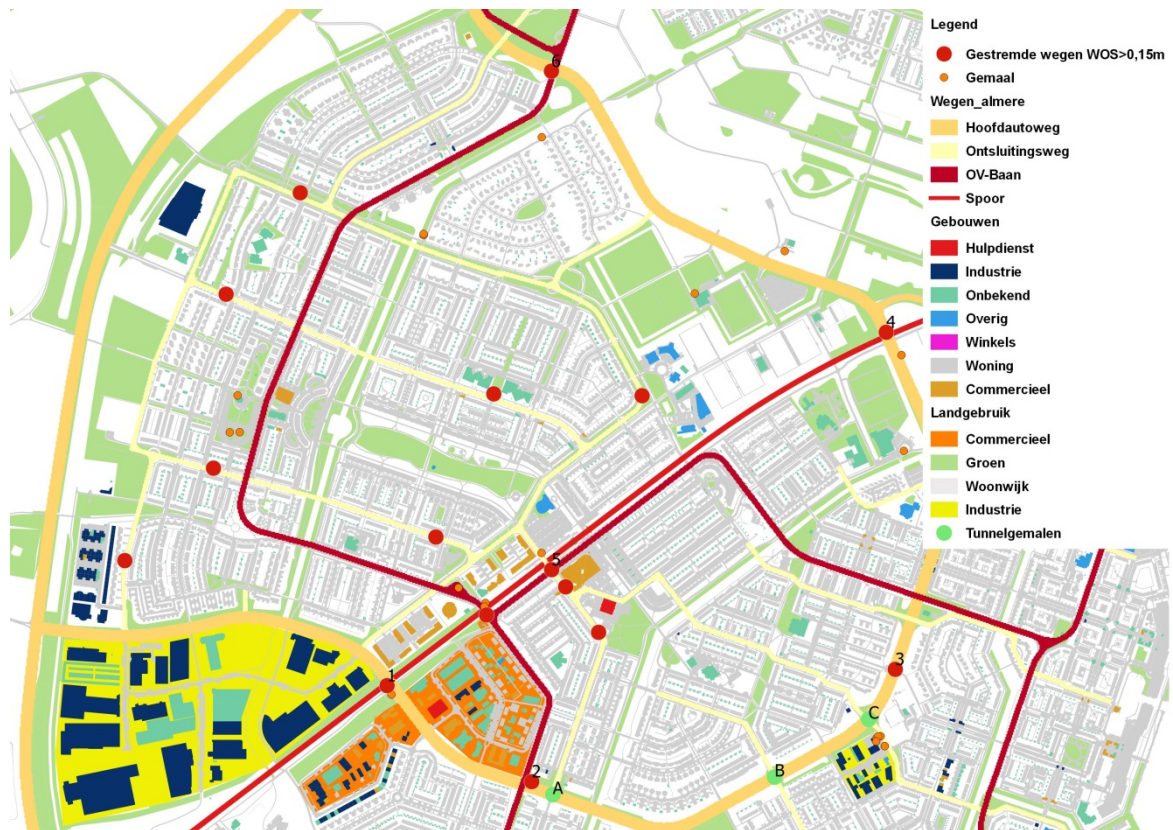 Legend
Gestremde wegen WOS>0,15m
Gemaal
Wegen_almere
Hoofdautoweg
Ontsluitingsweg
OV-Baan
Spoor
Gebouwen
Hulpdienst
Industrie
Onbekend
Overig
Winkels
Woning
Commercieel
Landgebruik
Commercieel
Groen
Woonwijk
Industrie
Tunnelgemalen
6
4
5
1
3
C
B
2
A